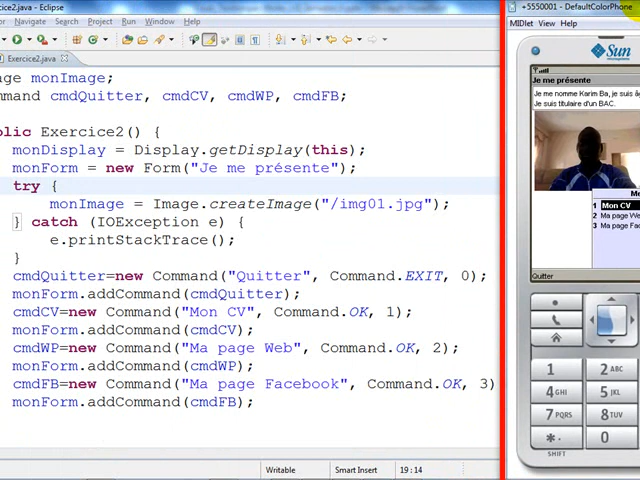 cice2.java - Eclipse
Navigate Search Project Run Window Help
Exercice2.java
age monImage;
ommand cmdQuitter, cmdCV, cmdWP, cmdFB;
blic Exercice2() {
monDisplay = Display.getDisplay(this);
monForm = new Form("Je me présente");
try {
monImage = Image.createImage("/img01.jpg");
} catch (IOException e) {
e.printStackTrace();
}
cmdQuitter=new Command("Quitter", Command.EXIT, 0);
monForm.addCommand(cmdQuitter);
cmdCV=new Command("Mon CV", Command.OK, 1);
monForm.addCommand(cmdCV);
cmdWP=new Command("Ma page Web", Command.OK, 2);
monForm.addCommand(cmdWP);
cmdFB=new Command("Ma page Facebook", Command.OK, 3)
monForm.addCommand(cmdFB);
Writable Smart Insert 19 : 14
+5550001 - DefaultColorPhone
MIDlet View Help
Sun
Je me présente
Je me nomme Karim Ba, je suis âg
Je suis titulaire d'un BAC.
Me
1 Mon CV
2 Ma page We
3 Ma page Fac
Quitter
1 2 ABC
4 GHI 5 JKL
7 PQRS 8 TUV
* . 0
SHIFT